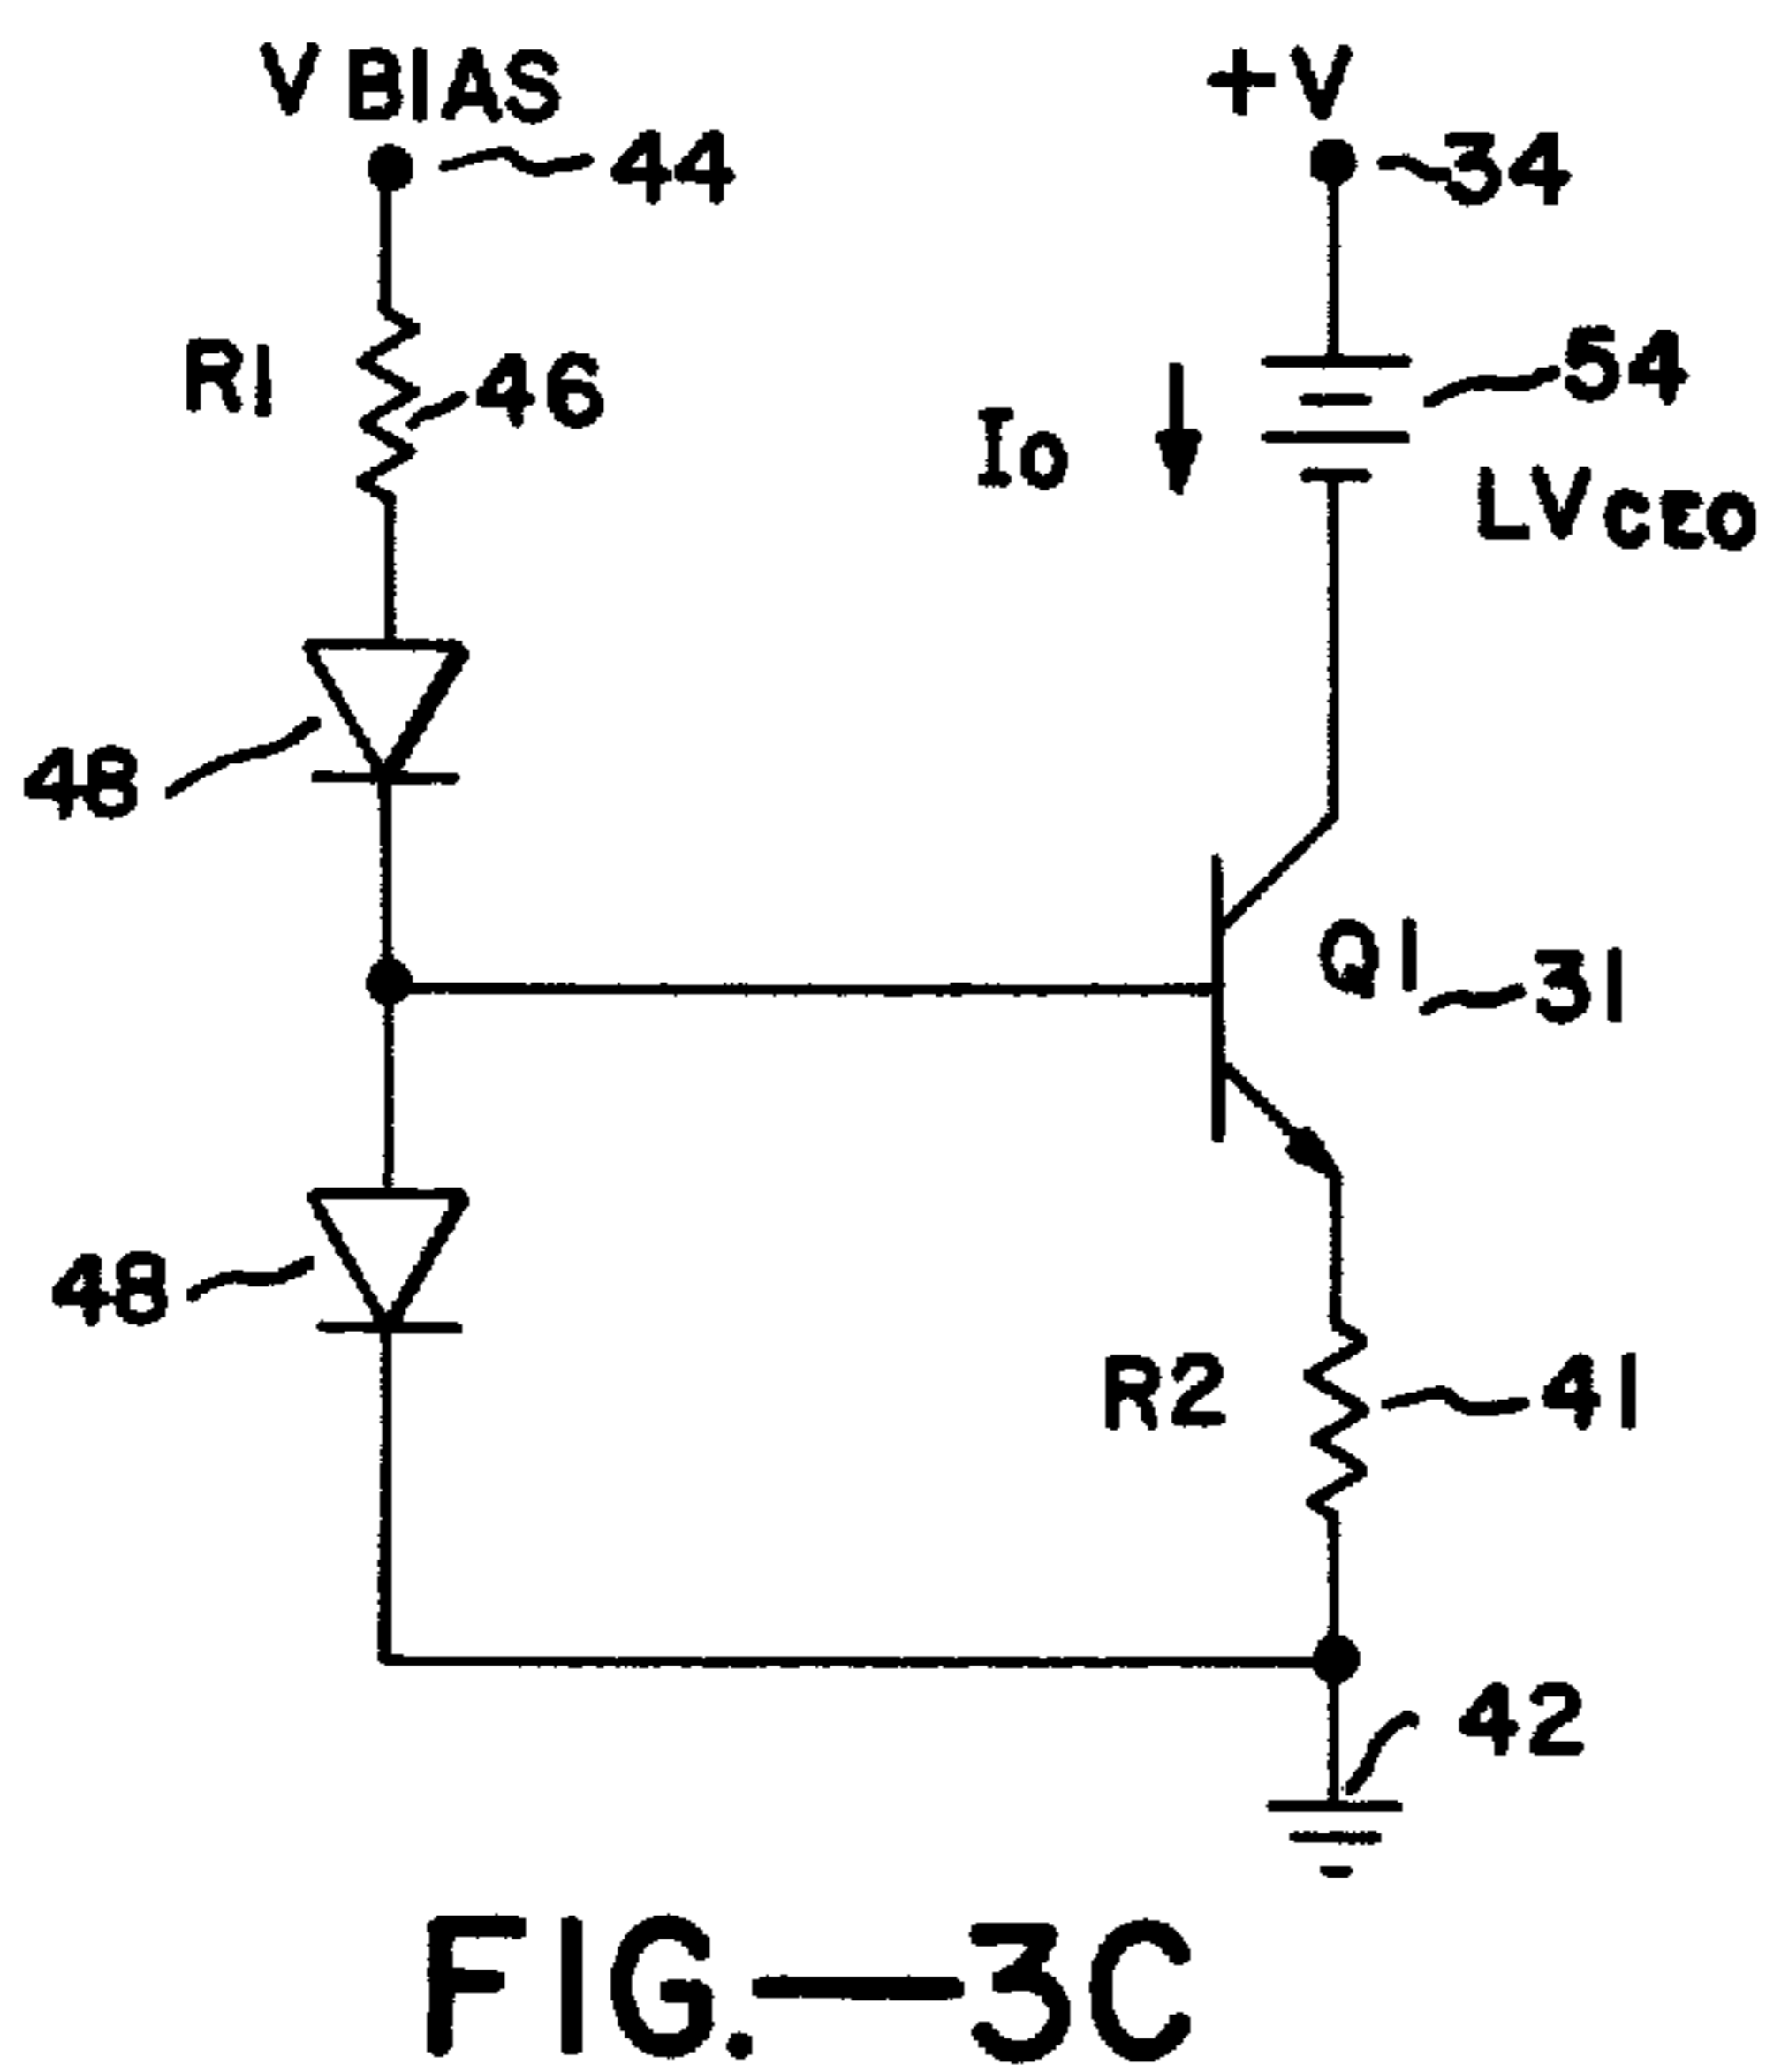 V BIAS
+V
44
34
R1
46
54
Io
LVCEO
48
Q1
31
48
R2
41
42
FIG.—3C